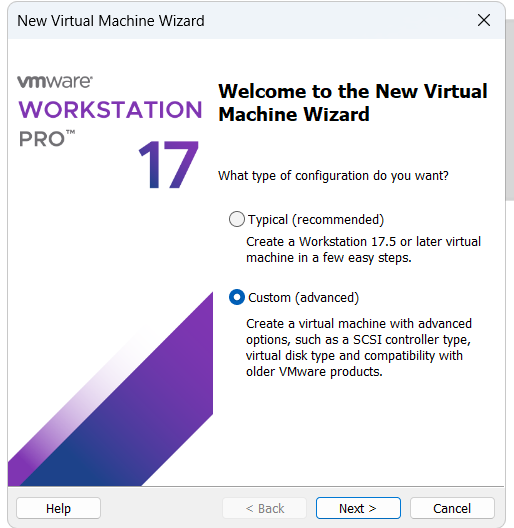 New Virtual Machine Wizard
vmware®
WORKSTATION
PRO™
17
Welcome to the New Virtual
Machine Wizard
What type of configuration do you want?
Typical (recommended)
Create a Workstation 17.5 or later virtual
machine in a few easy steps.
Custom (advanced)
Create a virtual machine with advanced
options, such as a SCSI controller type,
virtual disk type and compatibility with
older VMware products.
Help
< Back
Next >
Cancel